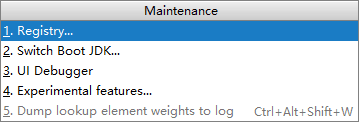 Maintenance
1. Registry...
2. Switch Boot JDK...
3. UI Debugger
4. Experimental features...
5. Dump lookup element weights to log Ctrl+Alt+Shift+W